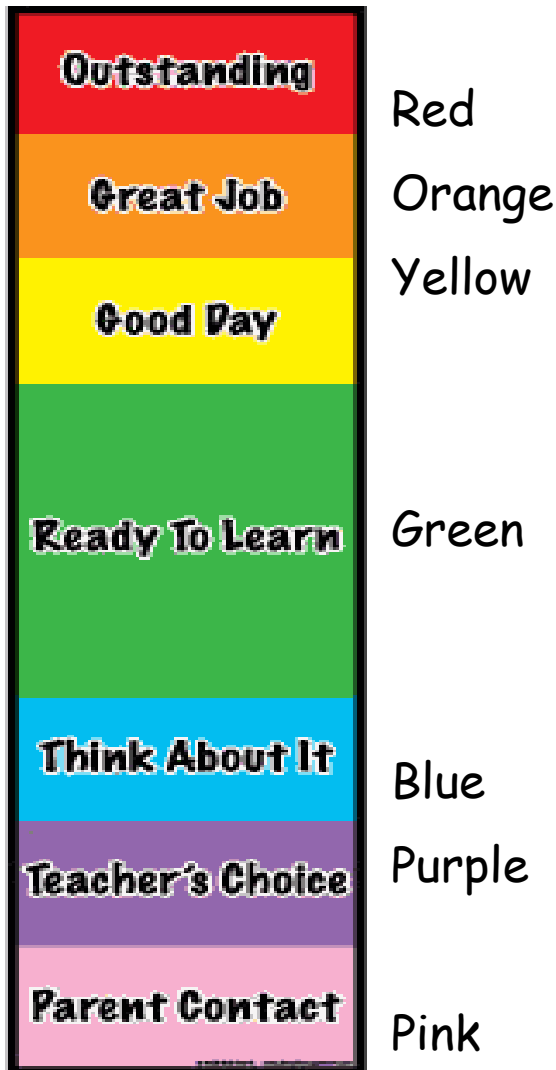 Outstanding
Red
Great Job
Orange
Yellow
Good Day
Ready To Learn
Green
Think About It
Blue
Teacher's Choice
Purple
Parent Contact
Pink